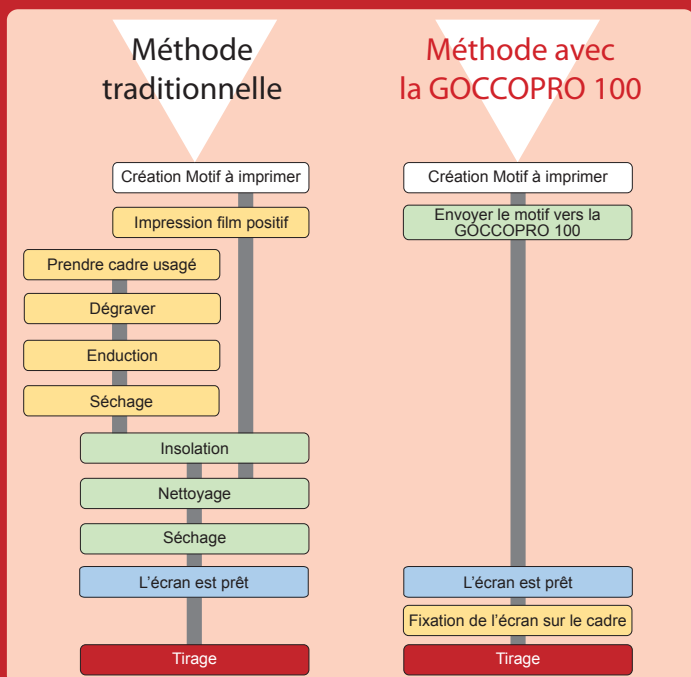 Méthode
traditionnelle
Création Motif à imprimer
Impression film positif
Prendre cadre usagé
Dégraver
Enduction
Séchage
Insolation
Nettoyage
Séchage
L'écran est prêt
Tirage
Méthode avec
la GOCCOPRO 100
Création Motif à imprimer
Envoyer le motif vers la
GOCCOPRO 100
L'écran est prêt
Fixation de l'écran sur le cadre
Tirage